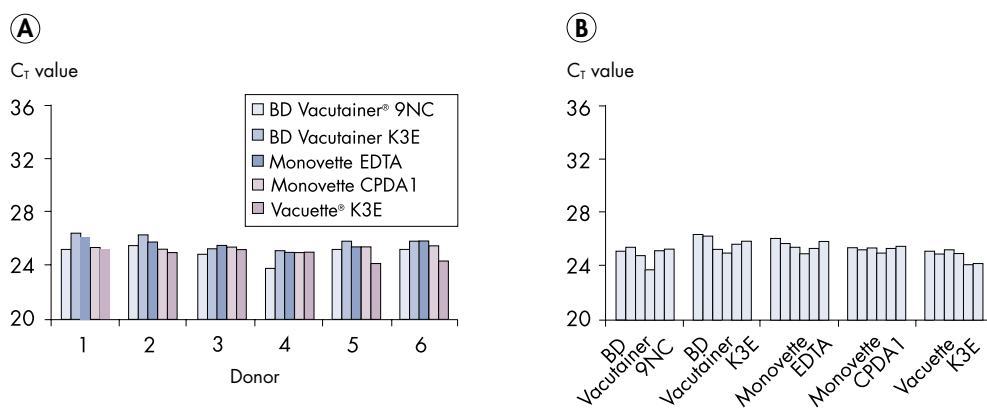 A
C_T value
36
32
28
24
20
BD Vacutainer® 9NC
BD Vacutainer K3E
Monovette EDTA
Monovette CPDA1
Vacuette® K3E
1 2 3 4 5 6
Donor
B
C_T value
36
32
28
24
20
BD
Vacutainer
9NC
BD
Vacutainer
K3E
Monovette
EDTA
Monovette
CPDA1
Vacuette
K3E